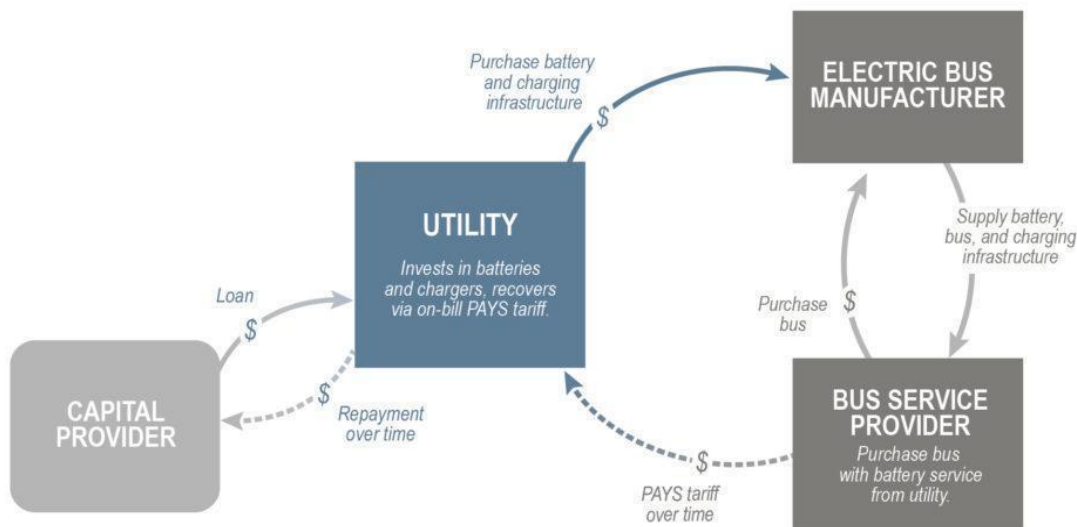 Purchase battery
and charging
infrastructure
$
ELECTRIC BUS
MANUFACTURER
UTILITY
Invests in batteries
and chargers, recovers
via on-bill PAYS tariff.
Supply battery,
bus, and charging
infrastructure
Loan
$
Purchase
bus
$
CAPITAL
PROVIDER
$
Repayment
over time
BUS SERVICE
PROVIDER
Purchase bus
with battery service
from utility.
$
PAYS tariff
over time